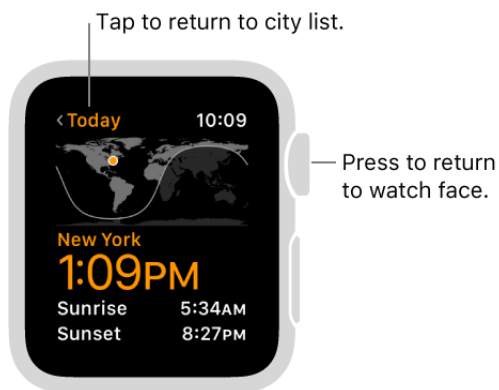 Tap to return to city list.
<Today 10:09
Press to return
to watch face.
New York
1:09PM
Sunrise 5:34AM
Sunset 8:27PM